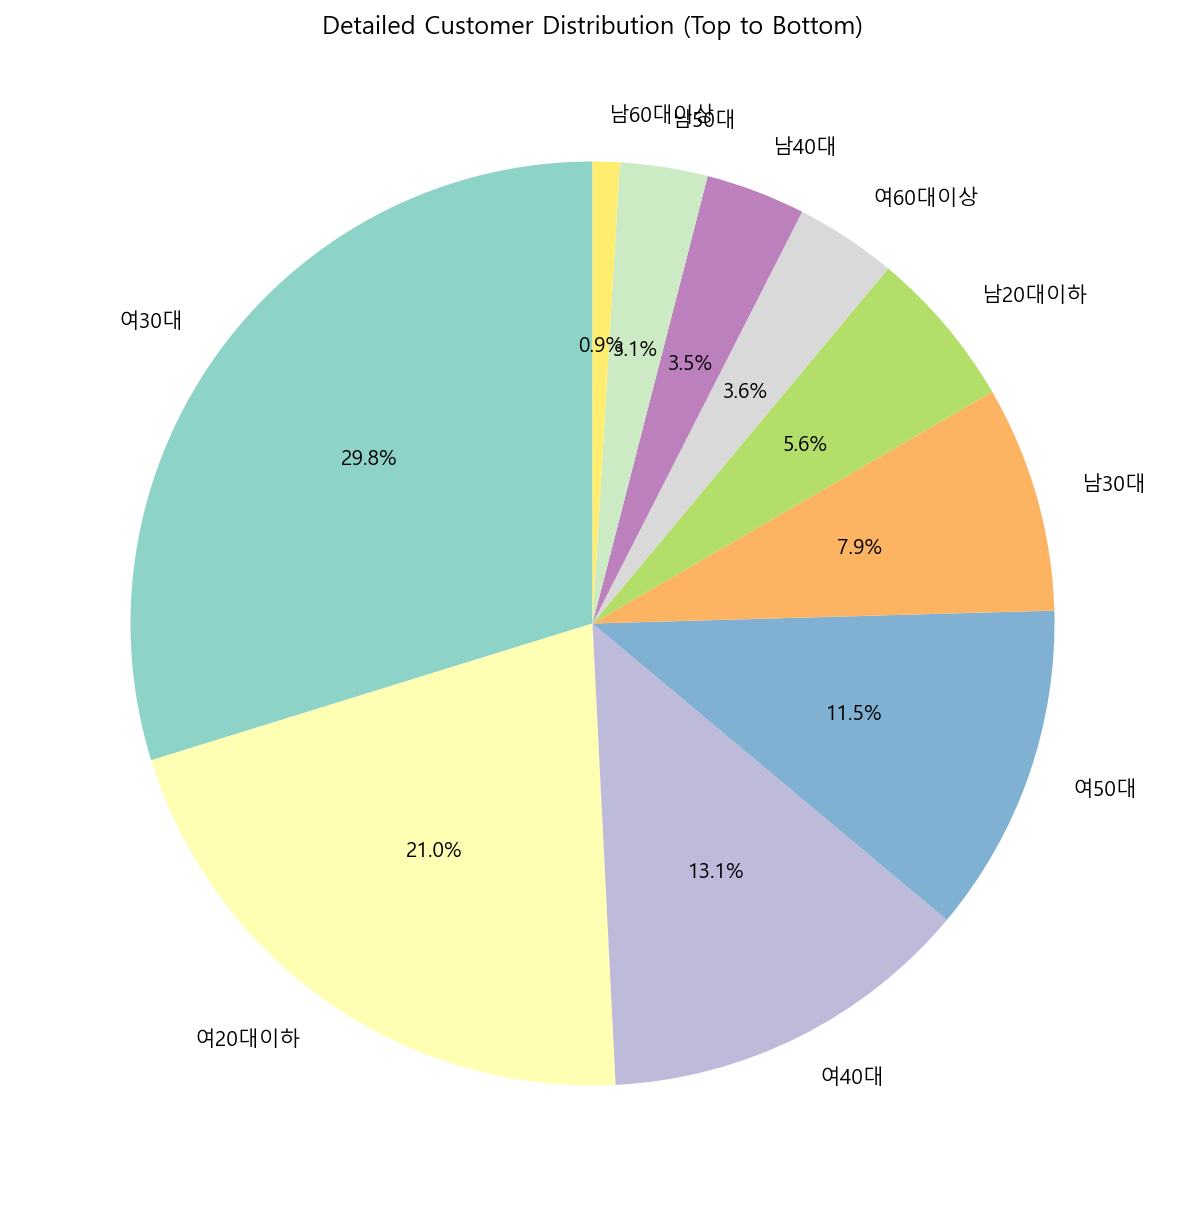 Detailed Customer Distribution (Top to Bottom)
남60대이상
남50대
남40대
여60대이상
남20대이하
여30대
남30대
여50대
여20대이하
여40대
0.9%
3.1%
3.5%
3.6%
5.6%
29.8%
7.9%
11.5%
21.0%
13.1%